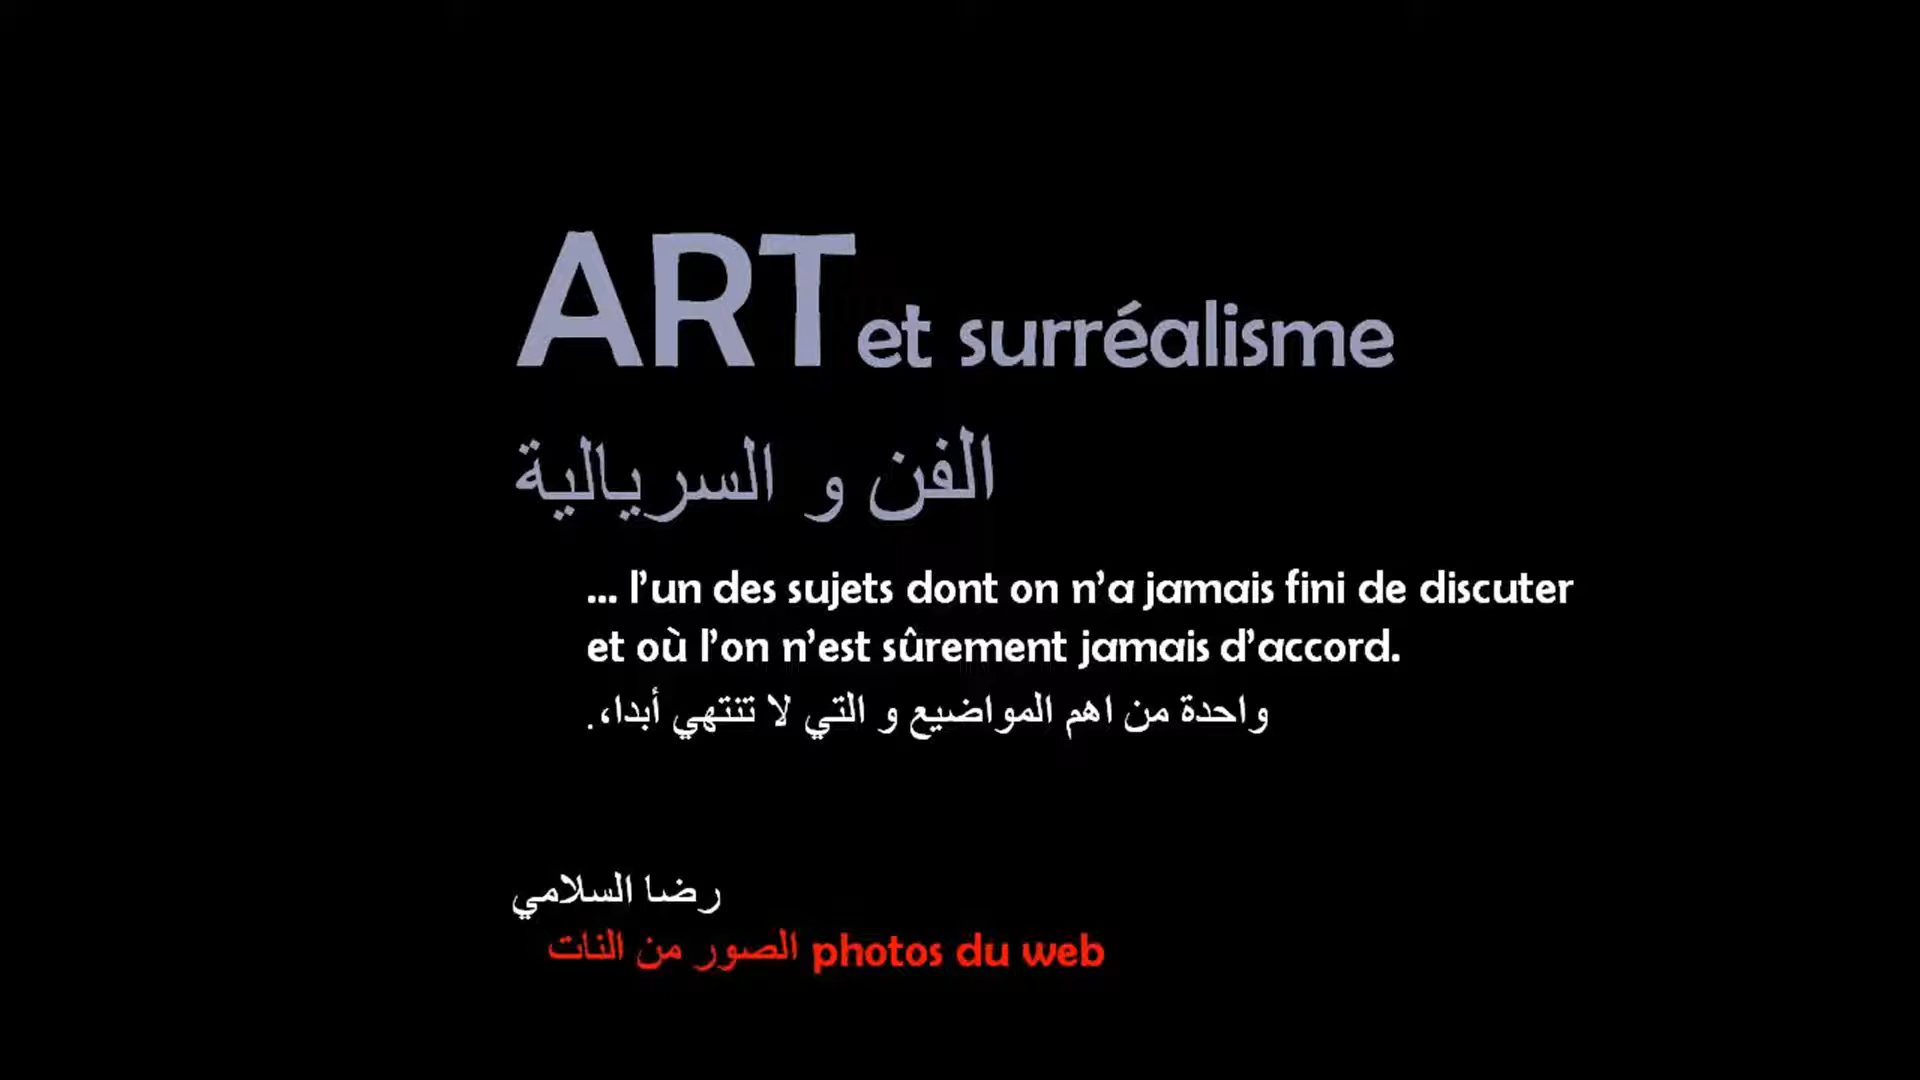 ART et surréalisme
الفن و السريالية
... l’un des sujets dont on n’a jamais fini de discuter
et où l’on n’est sûrement jamais d’accord.
واحدة من اهم المواضيع و التي لا تنتهي أبدا،.
رضا السلامي
الصور من النات photos du web